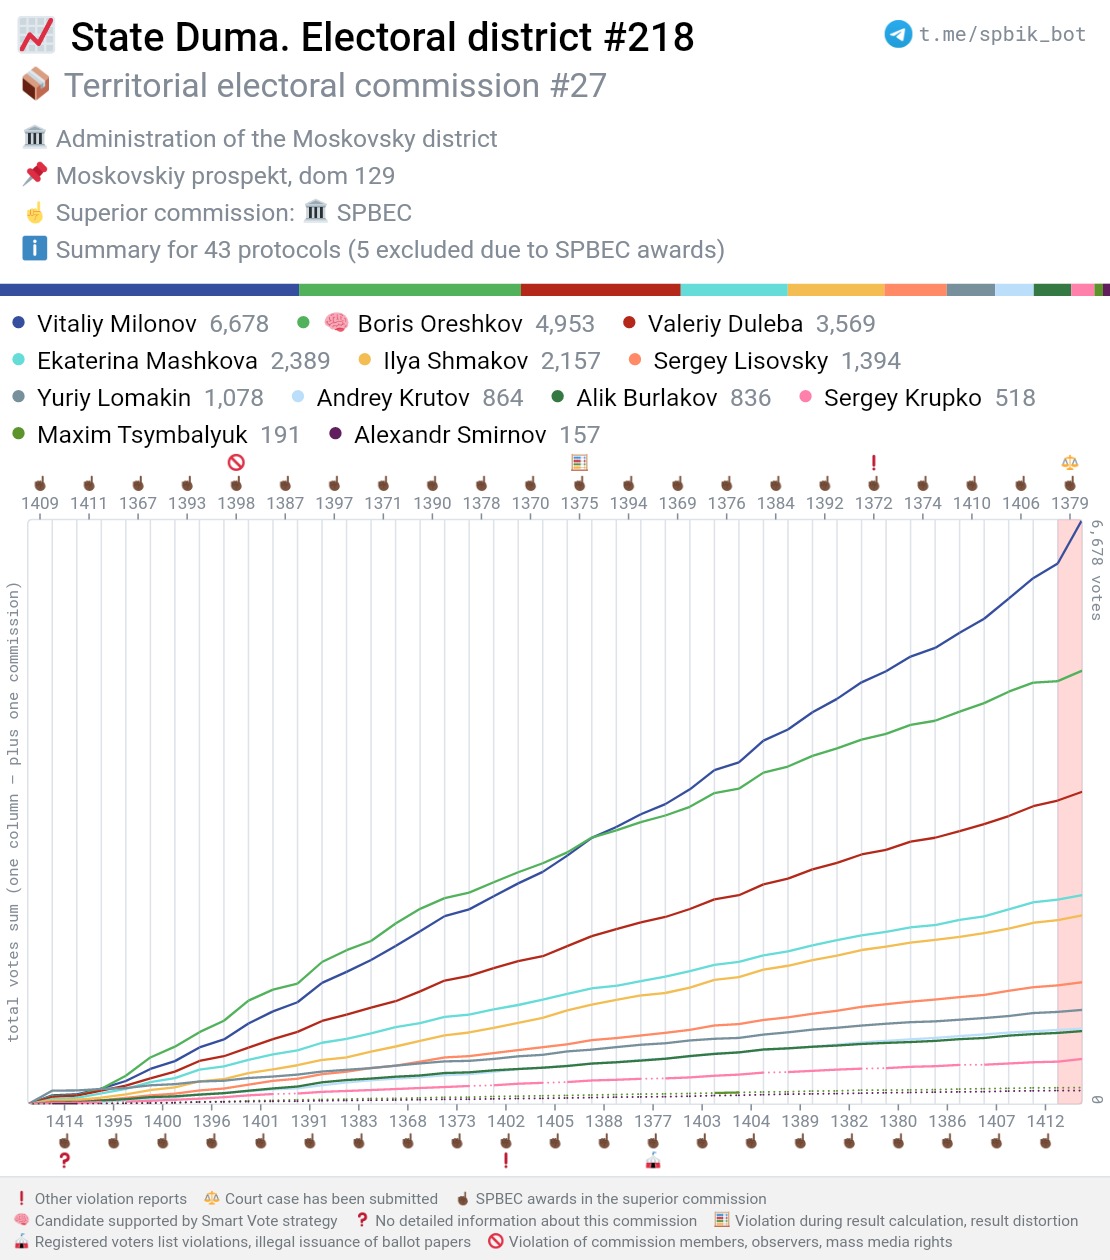 State Duma. Electoral district #218
t.me/spbik_bot
Territorial electoral commission #27
Administration of the Moskovsky district
Moskovskiy prospekt, dom 129
Superior commission: SPBEC
Summary for 43 protocols (5 excluded due to SPBEC awards)
Vitaliy Milonov 6,678 Boris Oreshkov 4,953 Valeriy Duleba 3,569
Ekaterina Mashkova 2,389 Ilya Shmakov 2,157 Sergey Lisovsky 1,394
Yuriy Lomakin 1,078 Andrey Krutov 864 Alik Burlakov 836 Sergey Krupko 518
Maxim Tsymbalyuk 191 Alexandr Smirnov 157
1409 1411 1367 1393 1398 1387 1397 1371 1390 1378 1370 1375 1394 1369 1376 1384 1392 1372 1374 1410 1406 1379
total votes sum (one column – plus one commission)
6,678 votes
0
1414 1395 1400 1396 1401 1391 1383 1368 1373 1402 1405 1388 1377 1403 1404 1389 1382 1380 1386 1407 1412
Other violation reports Court case has been submitted SPBEC awards in the superior commission
Candidate supported by Smart Vote strategy No detailed information about this commission Violation during result calculation, result distortion
Registered voters list violations, illegal issuance of ballot papers Violation of commission members, observers, mass media rights